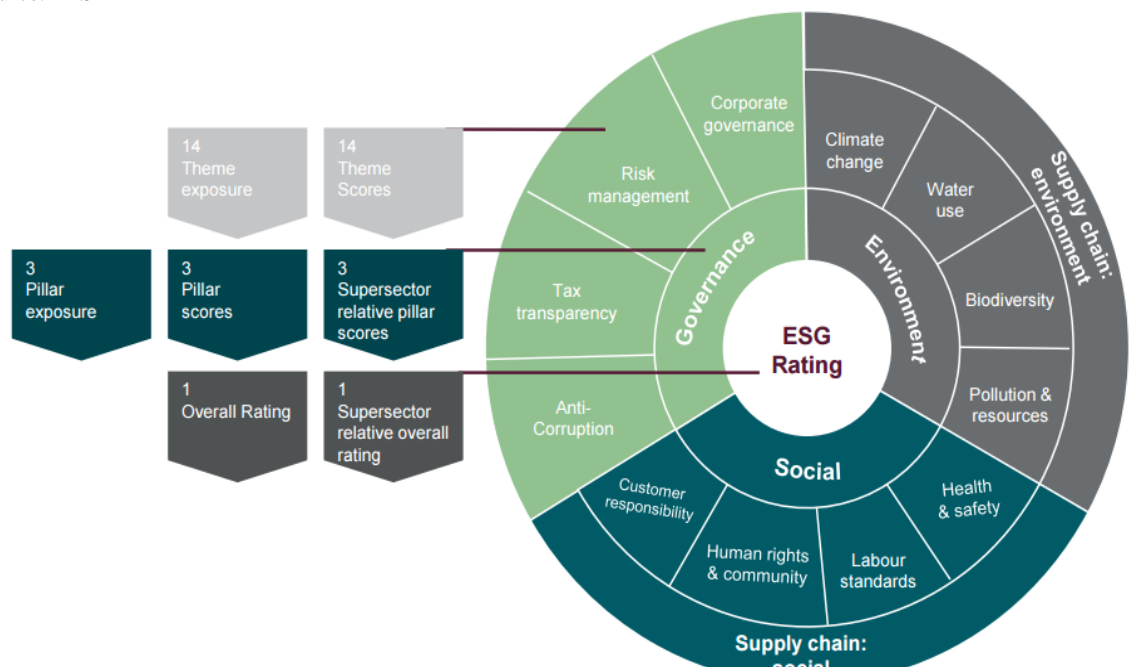 14
Theme
exposure
14
Theme
Scores
3
Pillar
exposure
3
Pillar
scores
3
Supersector
relative pillar
scores
1
Overall Rating
1
Supersector
relative overall
rating
Corporate
governance
Risk
management
Tax
transparency
Anti-
Corruption
Governance
Climate
change
Water
use
Biodiversity
Pollution &
resources
Environment
Supply chain:
environment
ESG
Rating
Social
Customer
responsibility
Human rights
& community
Labour
standards
Health
& safety
Supply chain:
social